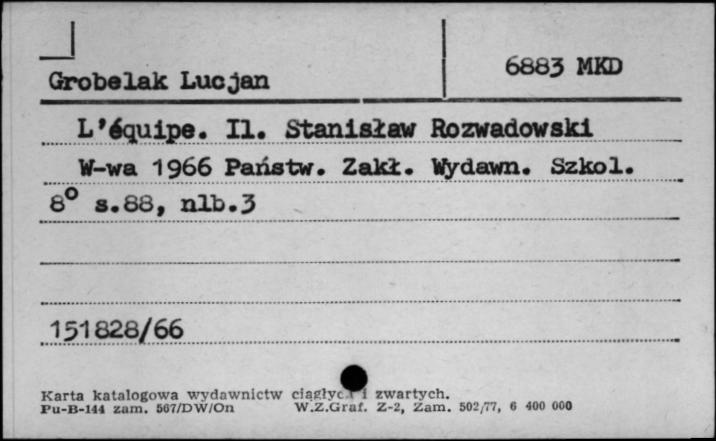 Grobelak Lucjan
6883 MKD
L'équipe. Il. Stanisław Rozwadowski
W-wa 1966 Państw. Zakł. Wydawn. Szkol.
8° s.88, nlb.3
151828/66
Karta katalogowa wydawnictw i zwartych.
Pu-B-144 zam. 567/DW/On W.Z.Graf. Z-2, Zam. 502/77, 6 400 000